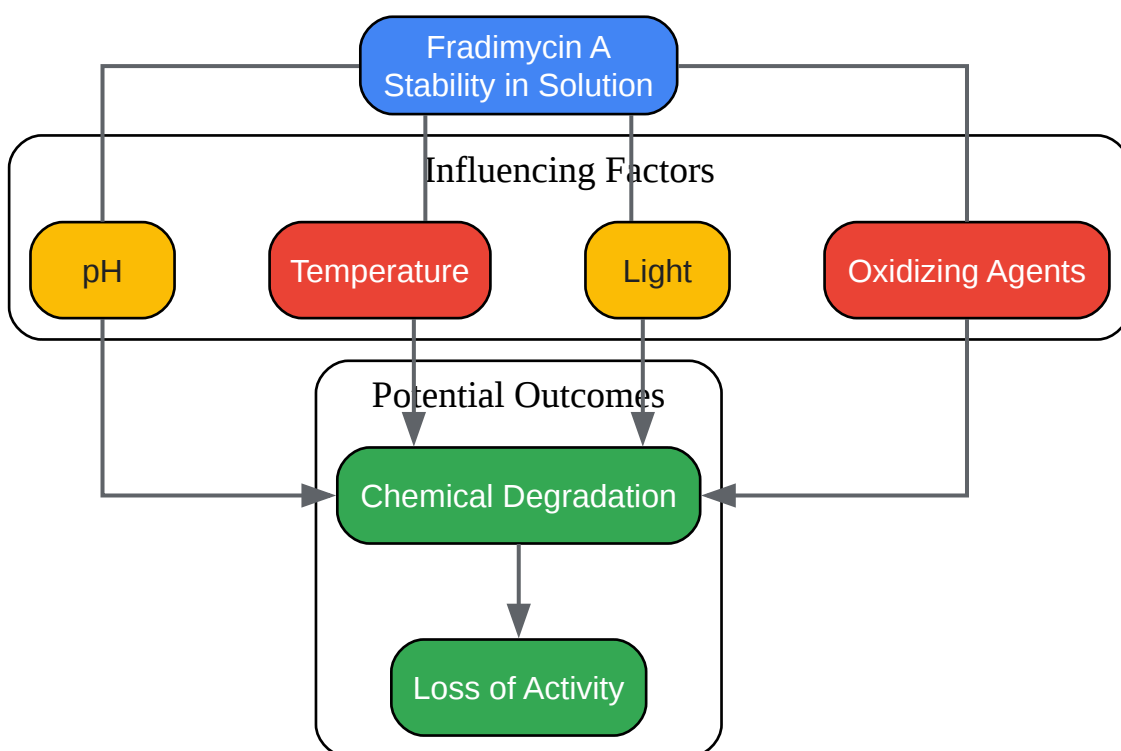 Fradimycin A
Stability in Solution
Influencing Factors
pH
Temperature
Light
Oxidizing Agents
Potential Outcomes
Chemical Degradation
Loss of Activity